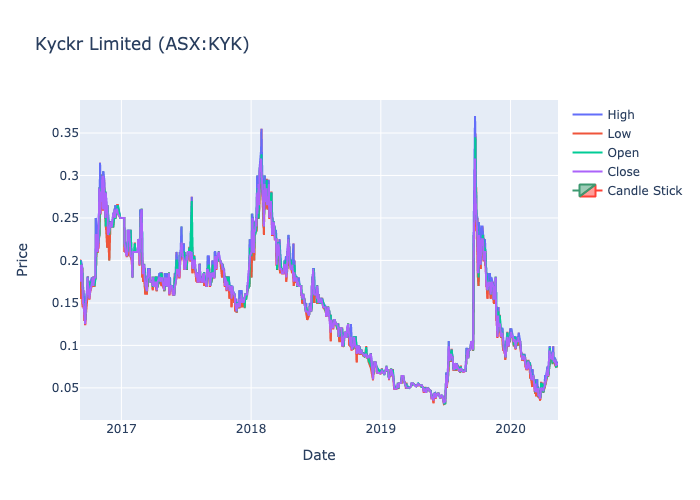 Kyckr Limited (ASX:KYK)
High
Low
Open
Close
Candle Stick
0.35
0.3
0.25
0.2
0.15
0.1
0.05
Price
2017
2018
2019
2020
Date